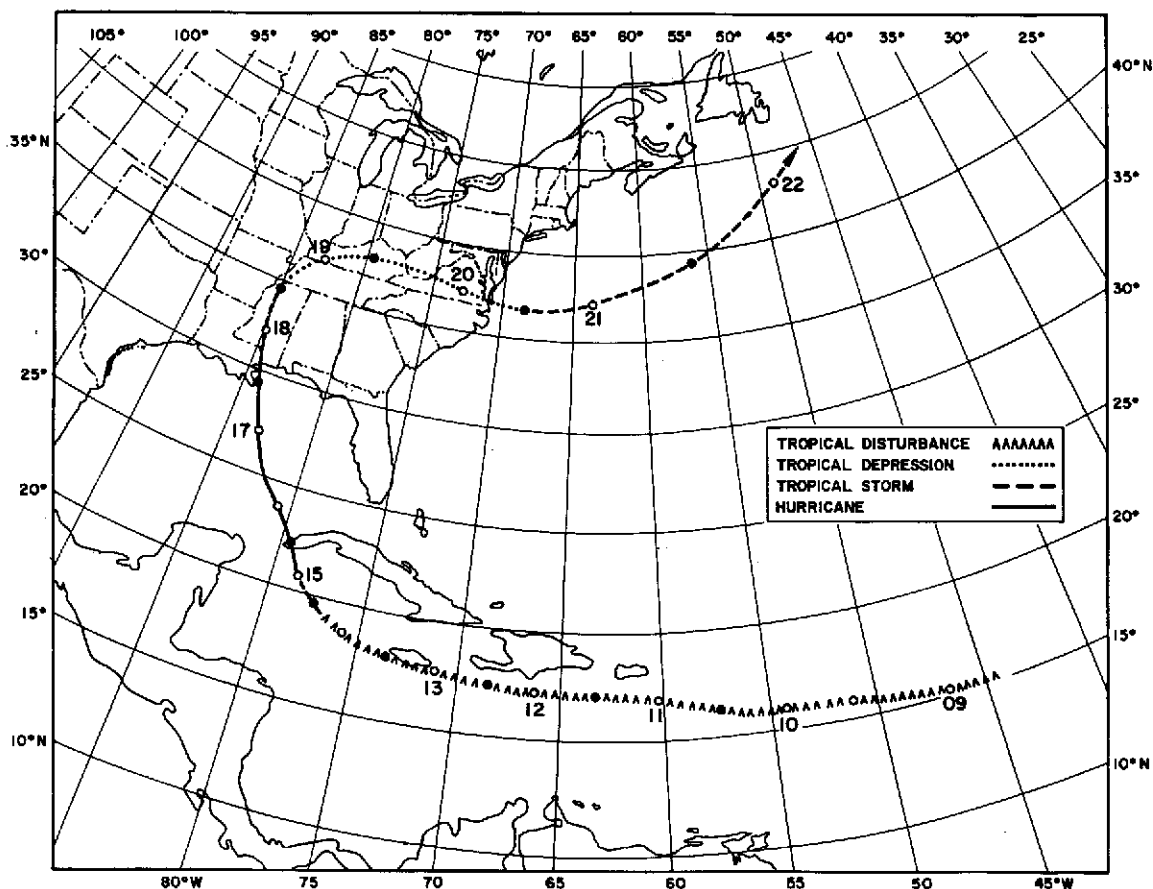 105° 100° 95° 90° 85° 80° 75° 70° 65° 60° 55° 50° 45° 40° 35° 30° 25°
40°N
35°N
35°
30°
30°
25°
25°
20°
20°
15°
15°
10°N
10°N
19
20
18
17
15
13
12
11
10
09
21
22
TROPICAL DISTURBANCE
TROPICAL DEPRESSION
TROPICAL STORM
HURRICANE
80°W 75 70 65 60 55 50 45°W